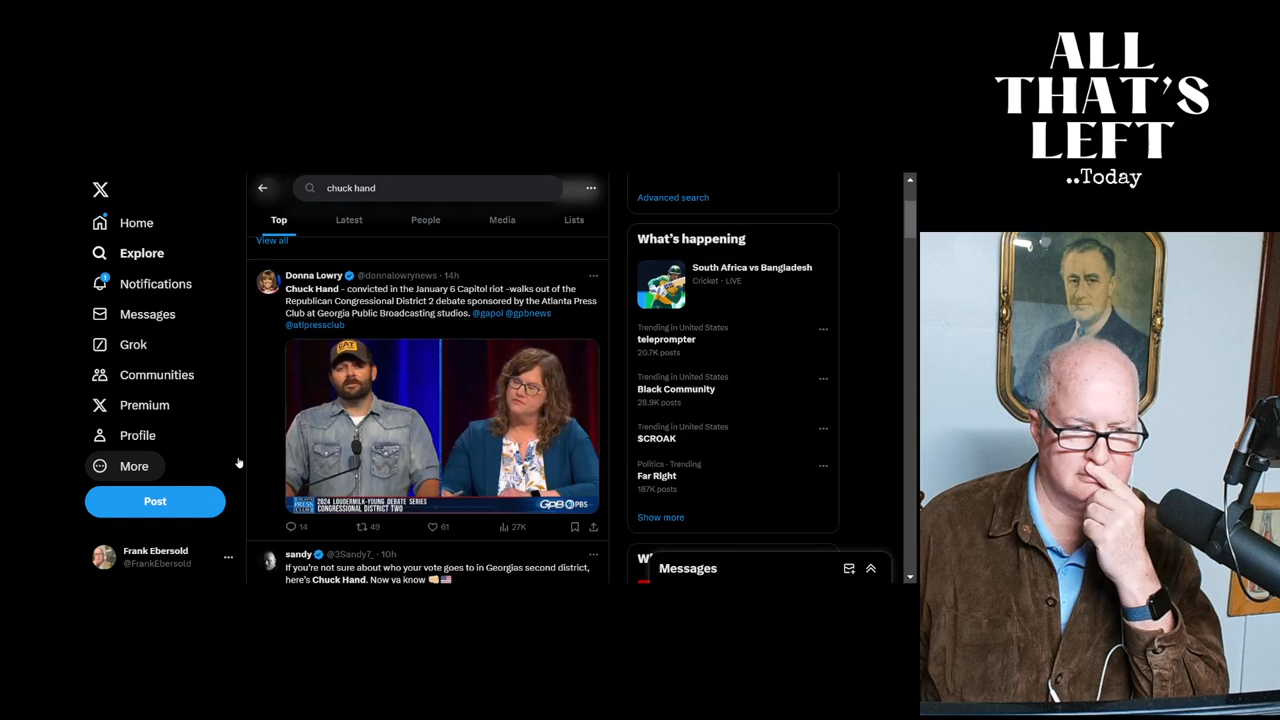 ALL
THAT'S
LEFT
..Today
chuck hand
Home
Explore
Notifications
1
Messages
Grok
Communities
Premium
Profile
More
Post
Frank Ebersold
@FrankEbersold
Top
Latest
People
Media
Lists
View all
Donna Lowry @donnalowrynews · 14h
Chuck Hand - convicted in the January 6 Capitol riot -walks out of the
Republican Congressional District 2 debate sponsored by the Atlanta Press
Club at Georgia Public Broadcasting studios. @gapol @gpbnews
@atlpressclub
CAT
PRESS
CLUB
2024 LOUDERMILK-YOUNG DEBATE SERIES
CONGRESSIONAL DISTRICT TWO
GPB PBS
14
49
61
27K
sandy @3Sandy7_ · 10h
If you're not sure about who your vote goes to in Georgias second district,
here's Chuck Hand. Now ya know 👊🏼🇺🇸
Advanced search
What's happening
South Africa vs Bangladesh
Cricket · LIVE
Trending in United States
teleprompter
20.7K posts
Trending in United States
Black Community
28.9K posts
Trending in United States
$CROAK
Politics · Trending
Far Right
187K posts
Show more
Messages